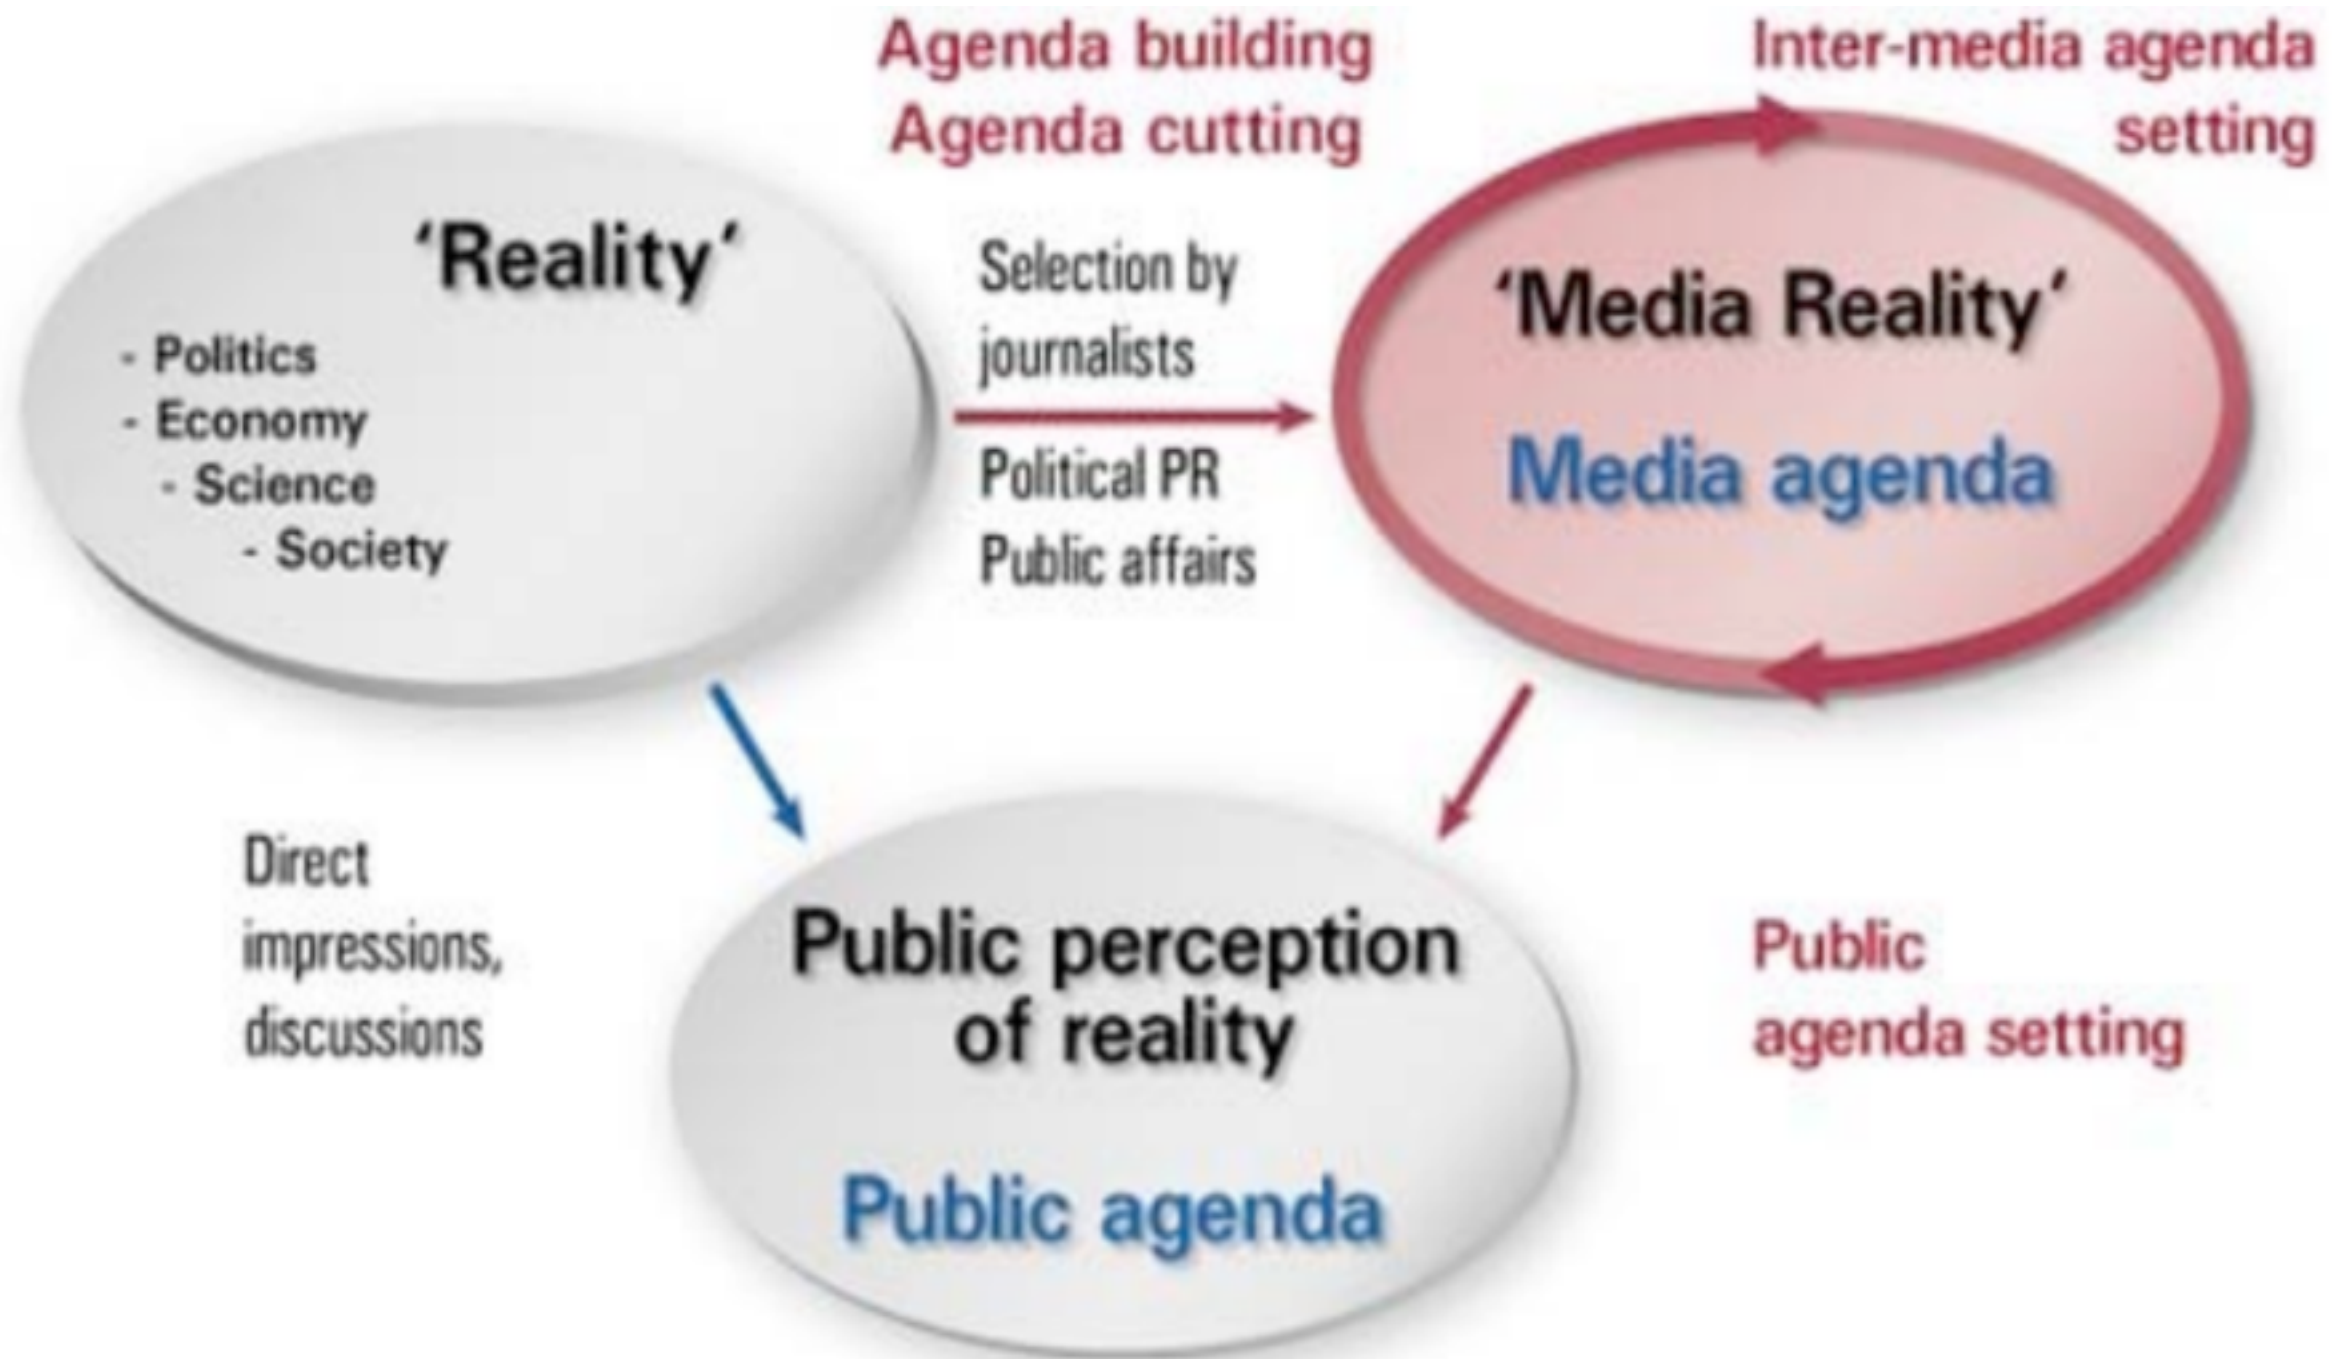 Agenda building
Agenda cutting
Inter-media agenda
setting
‘Reality’
- Politics
- Economy
- Science
- Society
Selection by
journalists
Political PR
Public affairs
‘Media Reality’
Media agenda
Direct
impressions,
discussions
Public perception
of reality
Public agenda
Public
agenda setting